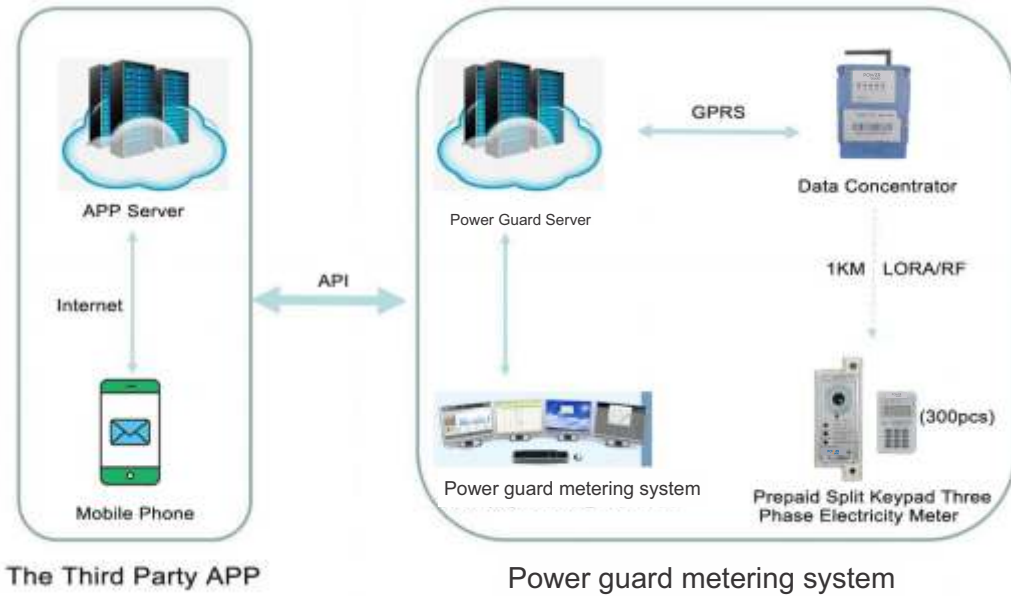 APP Server
Internet
Mobile Phone
The Third Party APP
API
Power Guard Server
GPRS
Data Concentrator
1KM LORA/RF
Power guard metering system
(300pcs)
Prepaid Split Keypad Three
Phase Electricity Meter
Power guard metering system